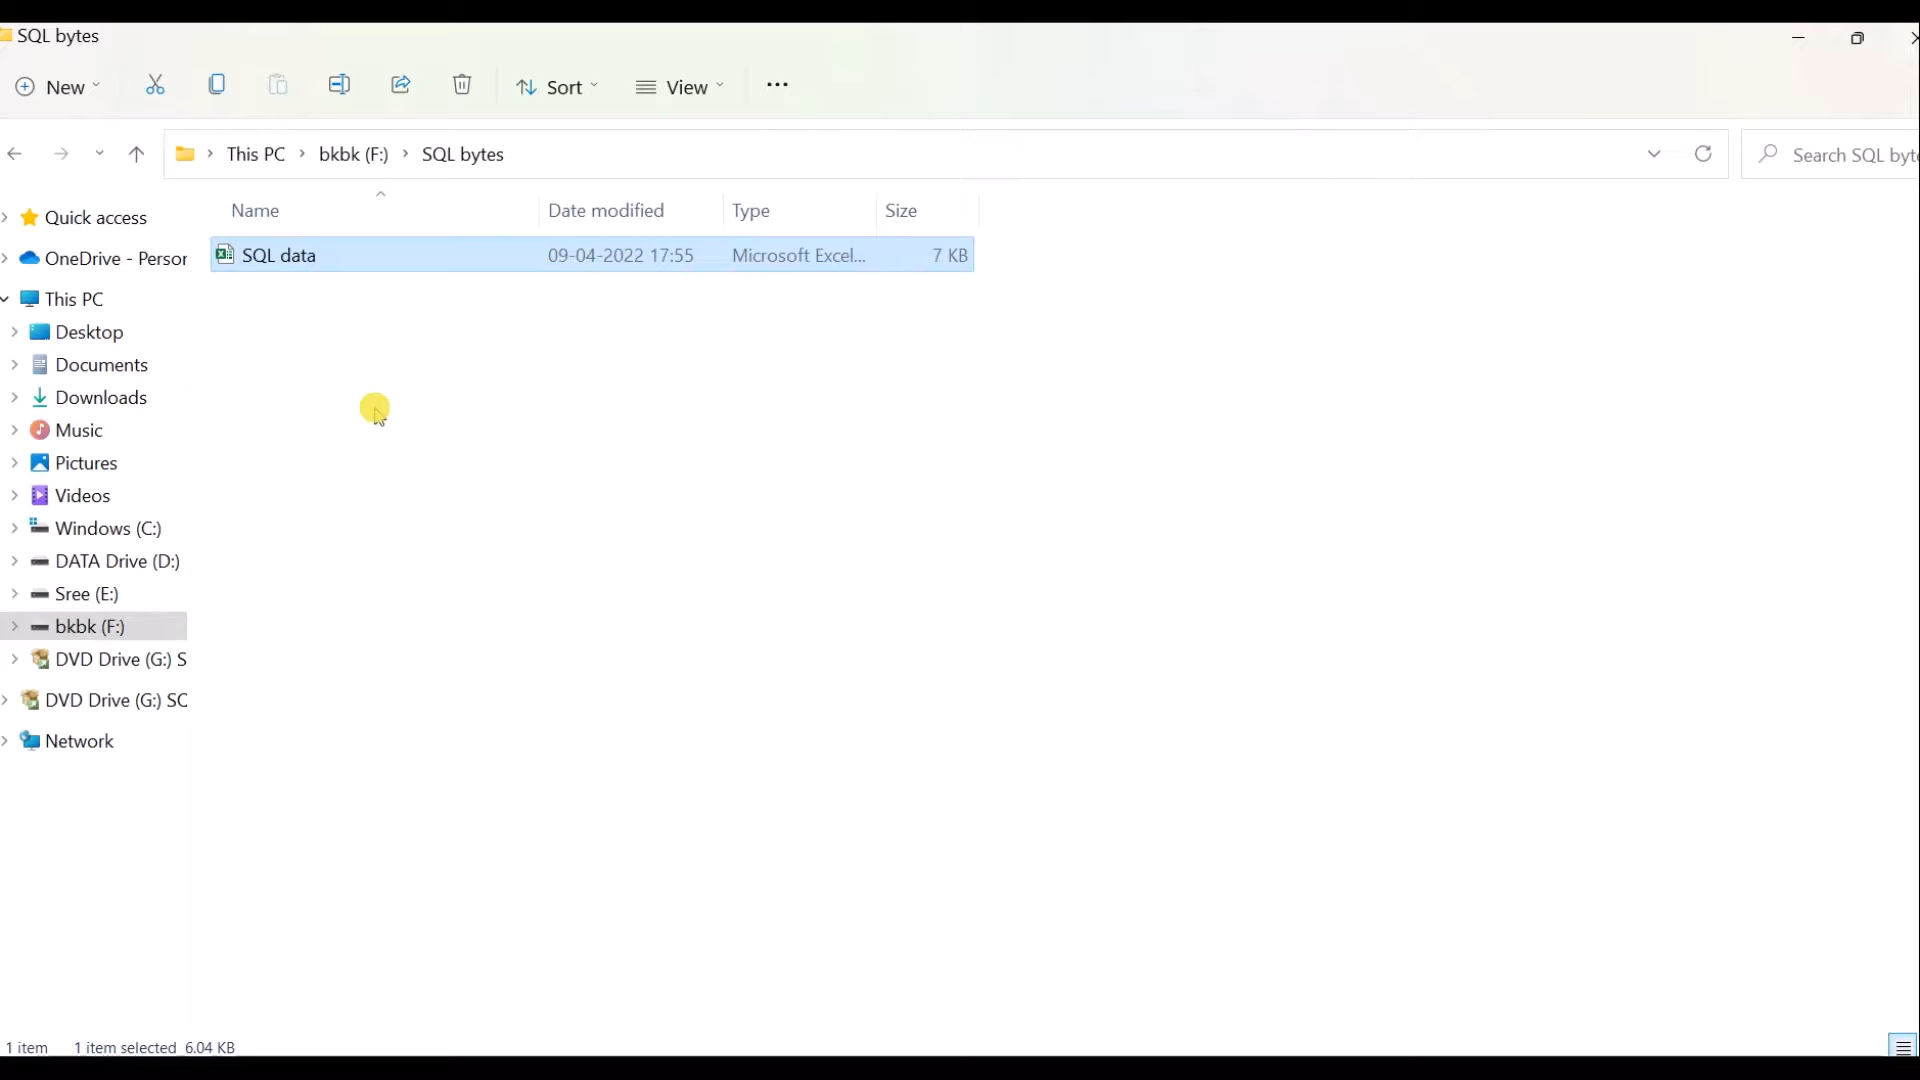 SQL bytes
New Sort View
This PC bkbk (F:) SQL bytes Search SQL byte
Name Date modified Type Size
SQL data 09-04-2022 17:55 Microsoft Excel... 7 KB
Quick access
OneDrive - Persor
This PC
Desktop
Documents
Downloads
Music
Pictures
Videos
Windows (C:)
DATA Drive (D:)
Sree (E:)
bkbk (F:)
DVD Drive (G:) S
DVD Drive (G:) SC
Network
1 item 1 item selected 6.04 KB